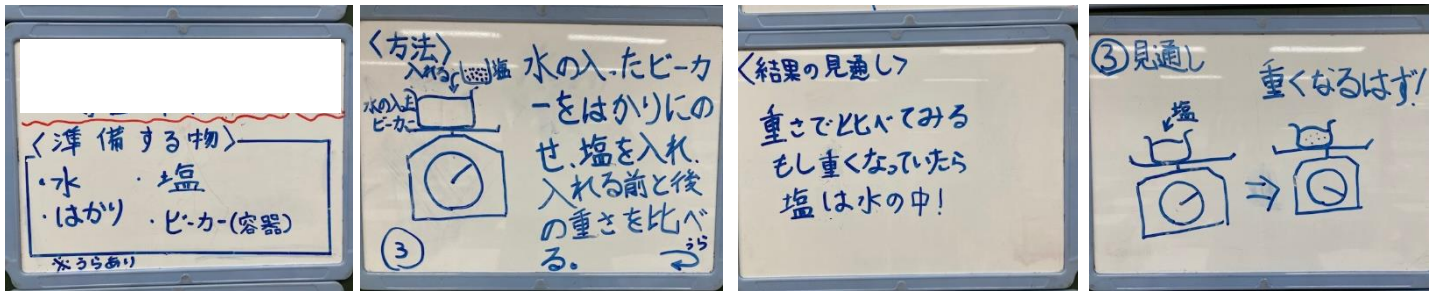 〈準備する物〉
・水
・塩
・はかり
・ビーカー(容器)
※うらあり
〈方法〉
入れる
塩
水の入った
ビーカー
水の入ったビーカ
ーをはかりにの
せ、塩を入れ、
入れる前と後
の重さを比べ
る。
うら
③
〈結果の見通し〉
重さで比べてみる
もし重くなっていたら
塩は水の中!
③見通し
重くなるはず!
塩